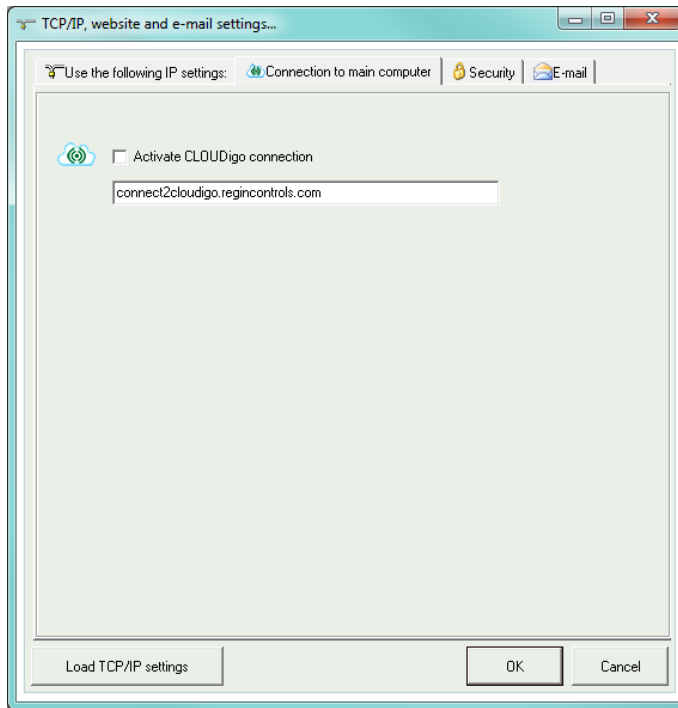 TCP/IP, website and e-mail settings...
Use the following IP settings: Connection to main computer Security E-mail
Activate CLOUDigo connection
connect2cloudigo.regincontrols.com
Load TCP/IP settings OK Cancel